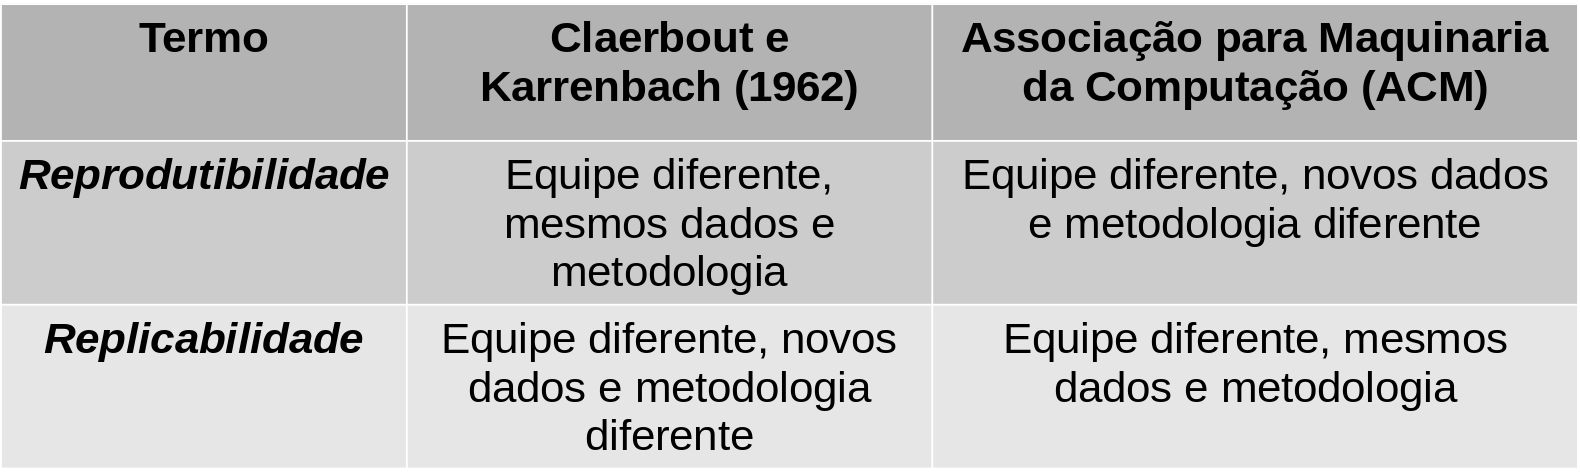 Termo
Claerbout e
Karrenbach (1962)
Associação para Maquinaria
da Computação (ACM)
Reprodutibilidade
Equipe diferente,
mesmos dados e
metodologia
Equipe diferente, novos dados
e metodologia diferente
Replicabilidade
Equipe diferente, novos
dados e metodologia
diferente
Equipe diferente, mesmos
dados e metodologia